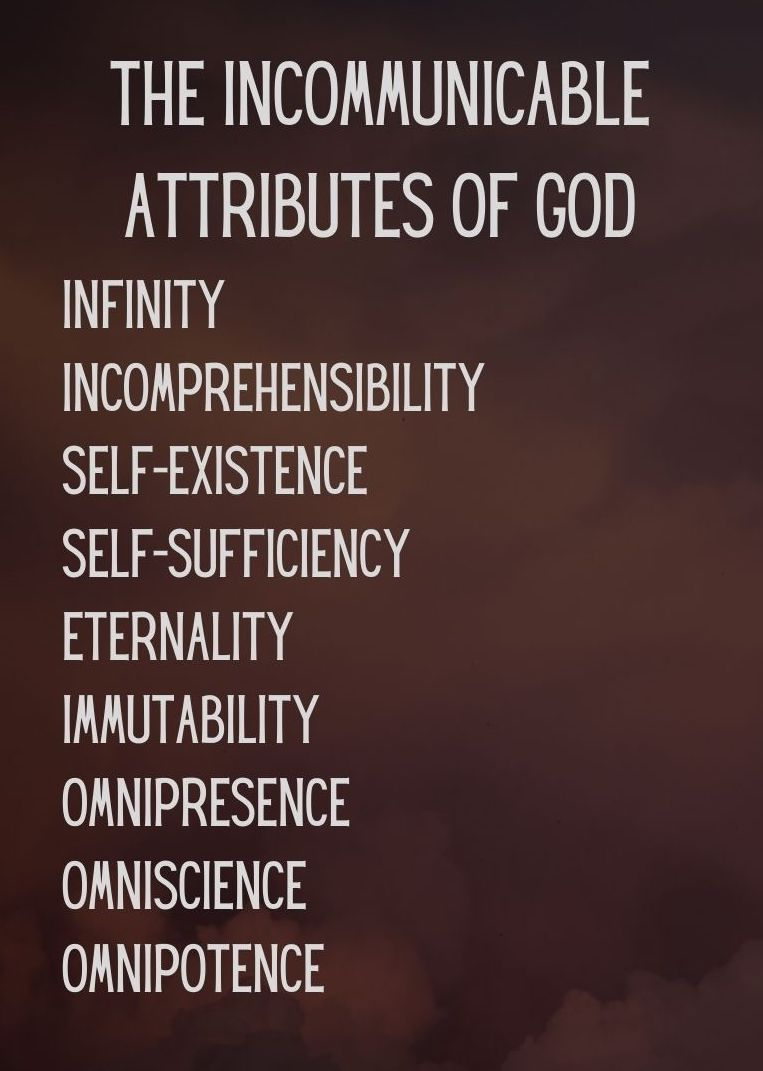 THE INCOMMUNICABLE
ATTRIBUTES OF GOD
INFINITY
INCOMPREHENSIBILITY
SELF-EXISTENCE
SELF-SUFFICIENCY
ETERNALITY
IMMUTABILITY
OMNIPRESENCE
OMNISCIENCE
OMNIPOTENCE